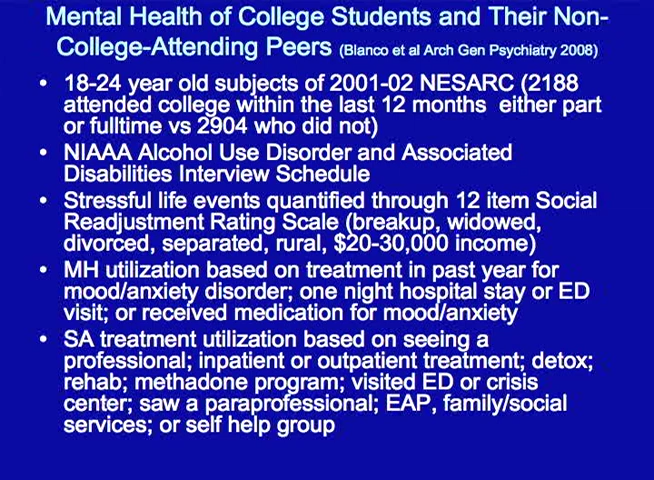 Mental Health of College Students and Their Non-
College-Attending Peers (Blanco et al Arch Gen Psychiatry 2008)
• 18-24 year old subjects of 2001-02 NESARC (2188
attended college within the last 12 months either part
or fulltime vs 2904 who did not)
• NIAAA Alcohol Use Disorder and Associated
Disabilities Interview Schedule
• Stressful life events quantified through 12 item Social
Readjustment Rating Scale (breakup, widowed,
divorced, separated, rural, $20-30,000 income)
• MH utilization based on treatment in past year for
mood/anxiety disorder; one night hospital stay or ED
visit; or received medication for mood/anxiety
• SA treatment utilization based on seeing a
professional; inpatient or outpatient treatment; detox;
rehab; methadone program; visited ED or crisis
center; saw a paraprofessional; EAP, family/social
services; or self help group